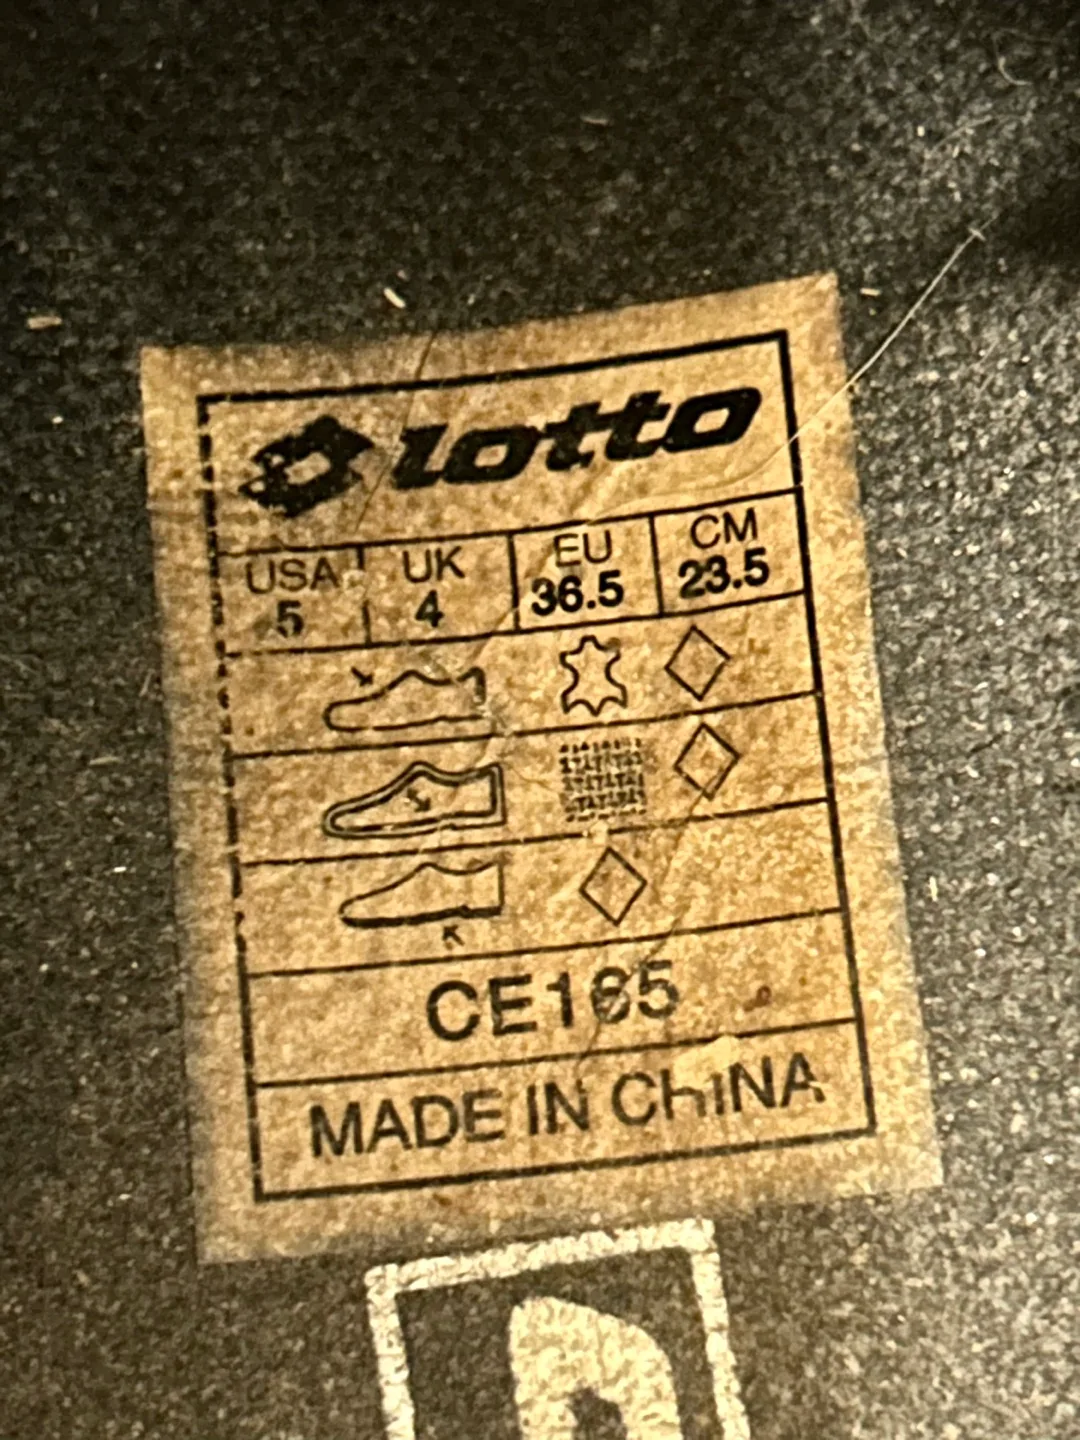 lotto
USA UK EU CM
5 4 36.5 23.5
CE165
MADE IN CHINA